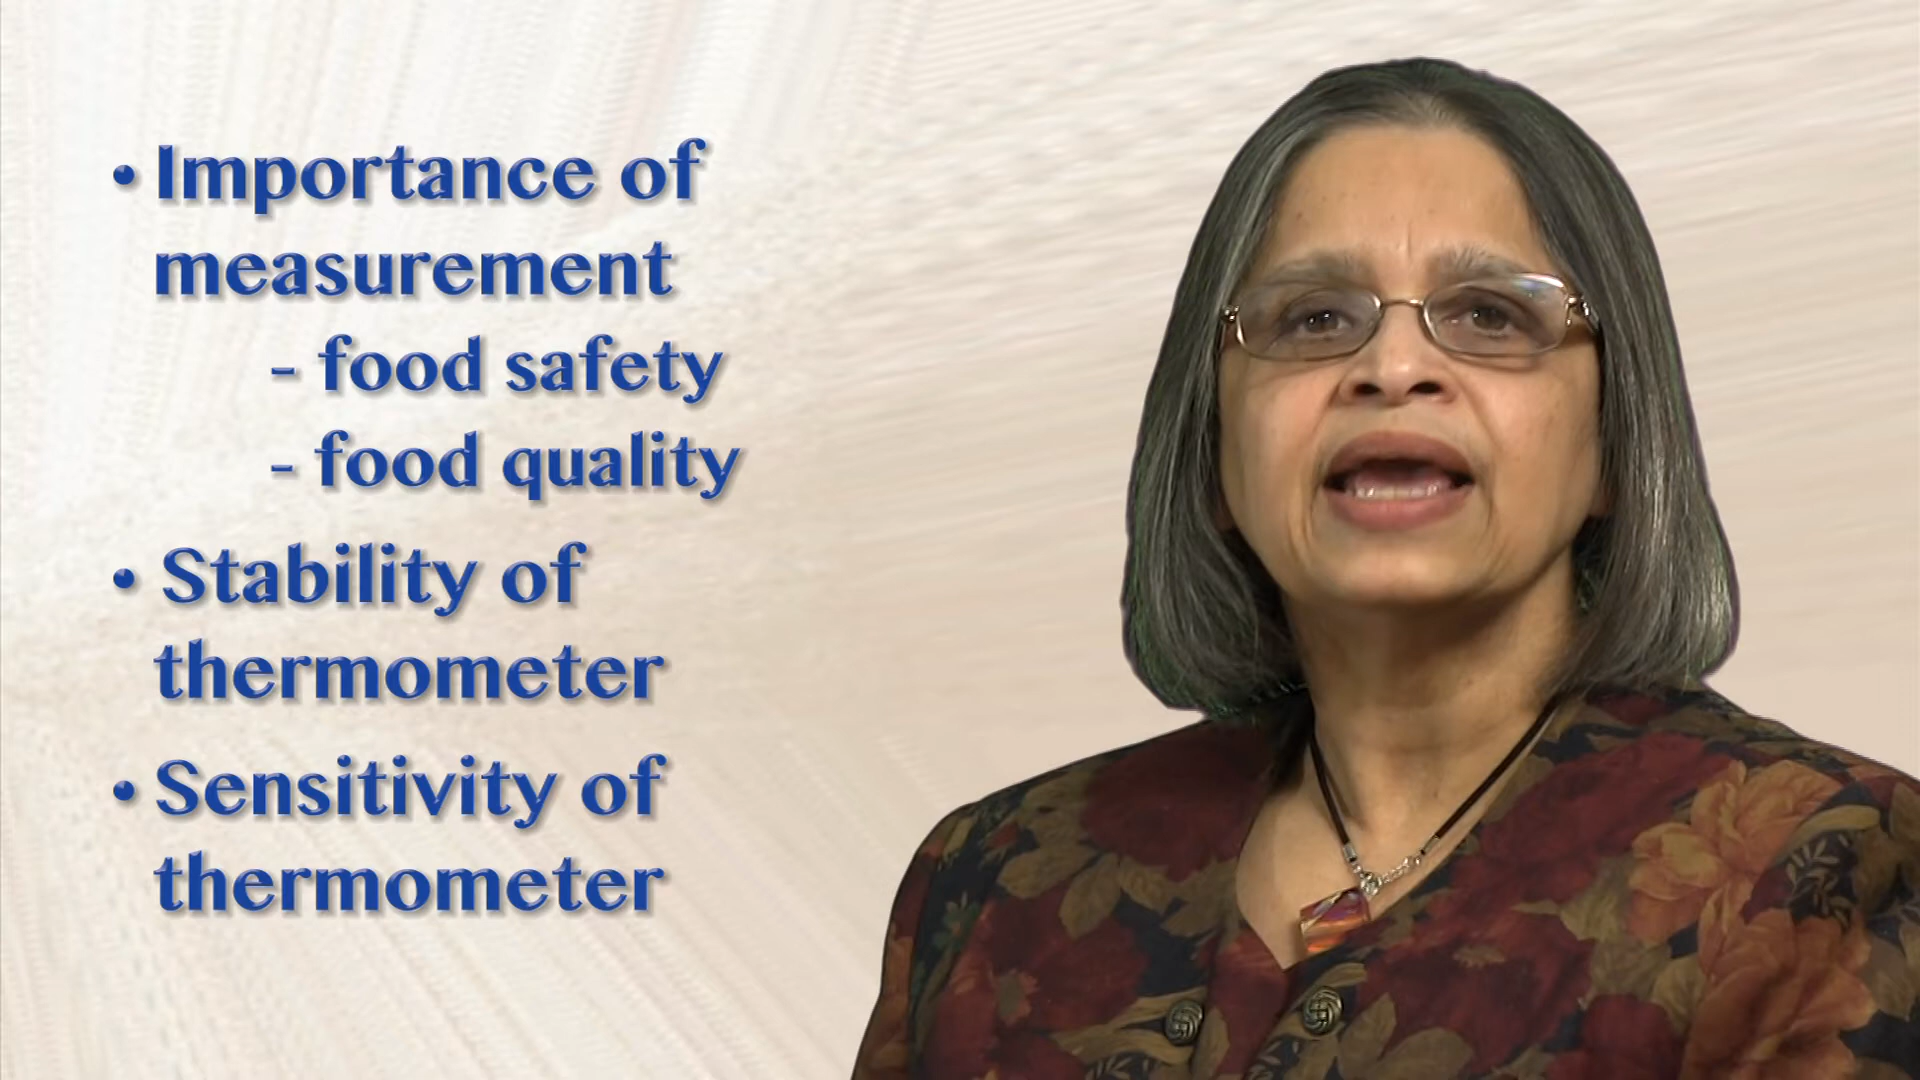 • Importance of
measurement
- food safety
- food quality
• Stability of
thermometer
• Sensitivity of
thermometer